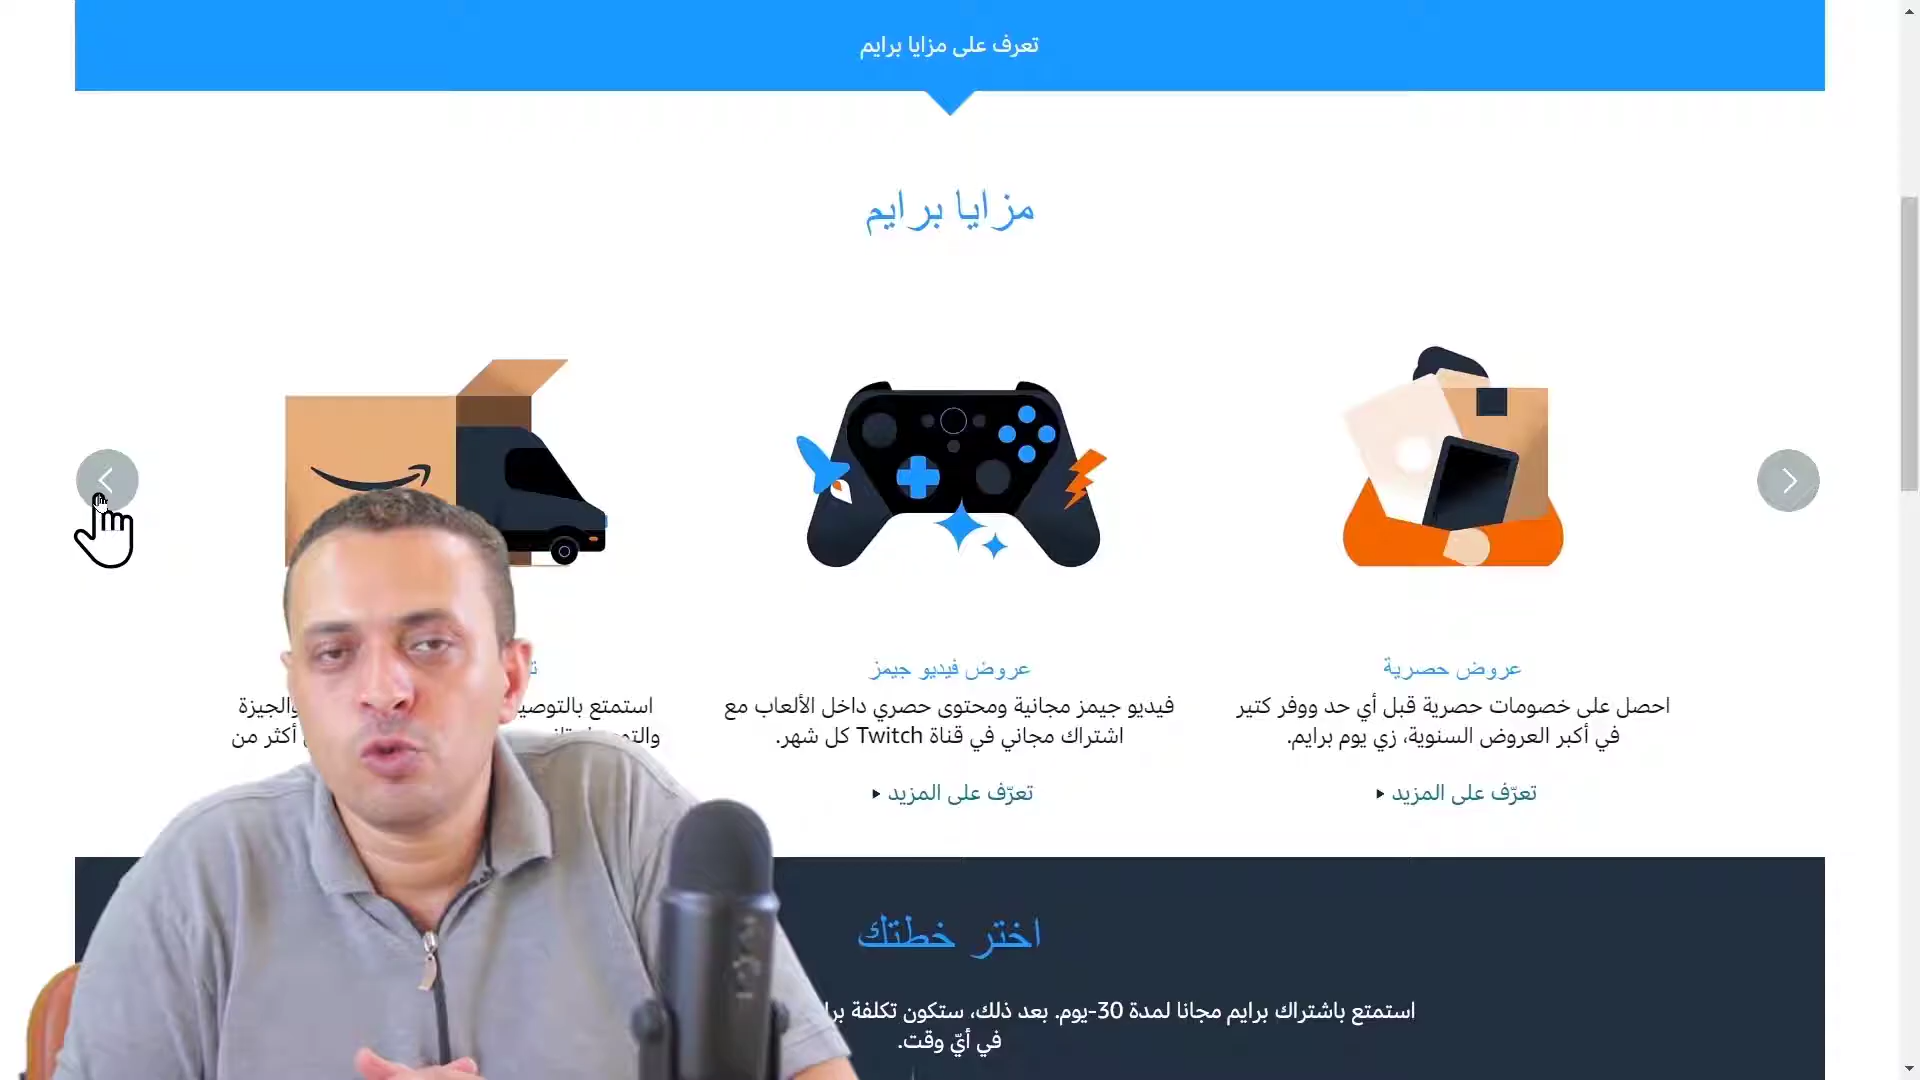 تعرف على مزايا برايم
مزايا برايم
عروض حصرية
احصل على خصومات حصرية قبل أي حد ووفر كتير
في أكبر العروض السنوية، زي يوم برايم.
تعرّف على المزيد
عروض فيديو جيمز
فيديو جيمز مجانية ومحتوى حصري داخل الألعاب مع
اشتراك مجاني في قناة Twitch كل شهر.
تعرّف على المزيد
استمتع والجيزة
أكثر من
اختر خطتك
استمتع باشتراك برايم مجانا لمدة 30-يوم. بعد ذلك، ستكون تكلفة
في أيّ وقت.